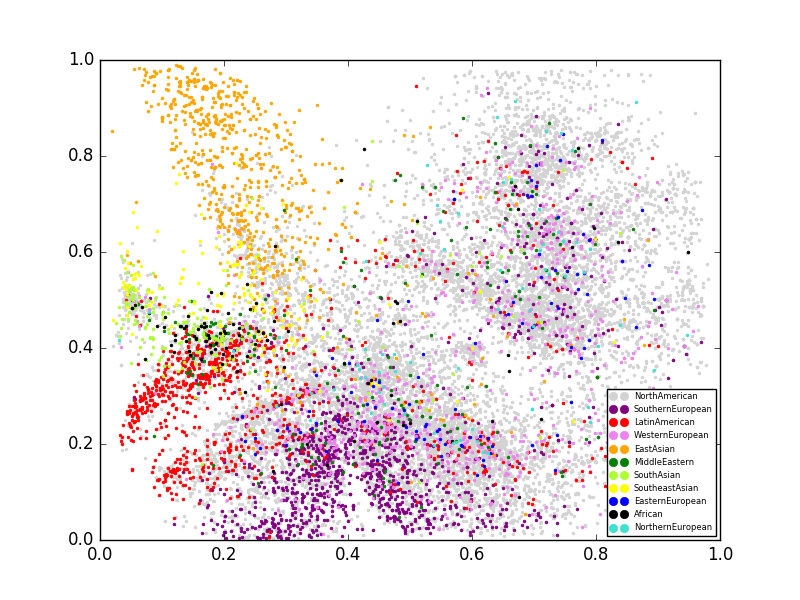 1.0
0.8
0.6
0.4
0.2
0.0
0.0 0.2 0.4 0.6 0.8 1.0
NorthAmerican
SouthernEuropean
LatinAmerican
WesternEuropean
EastAsian
MiddleEastern
SouthAsian
SoutheastAsian
EasternEuropean
African
NorthernEuropean